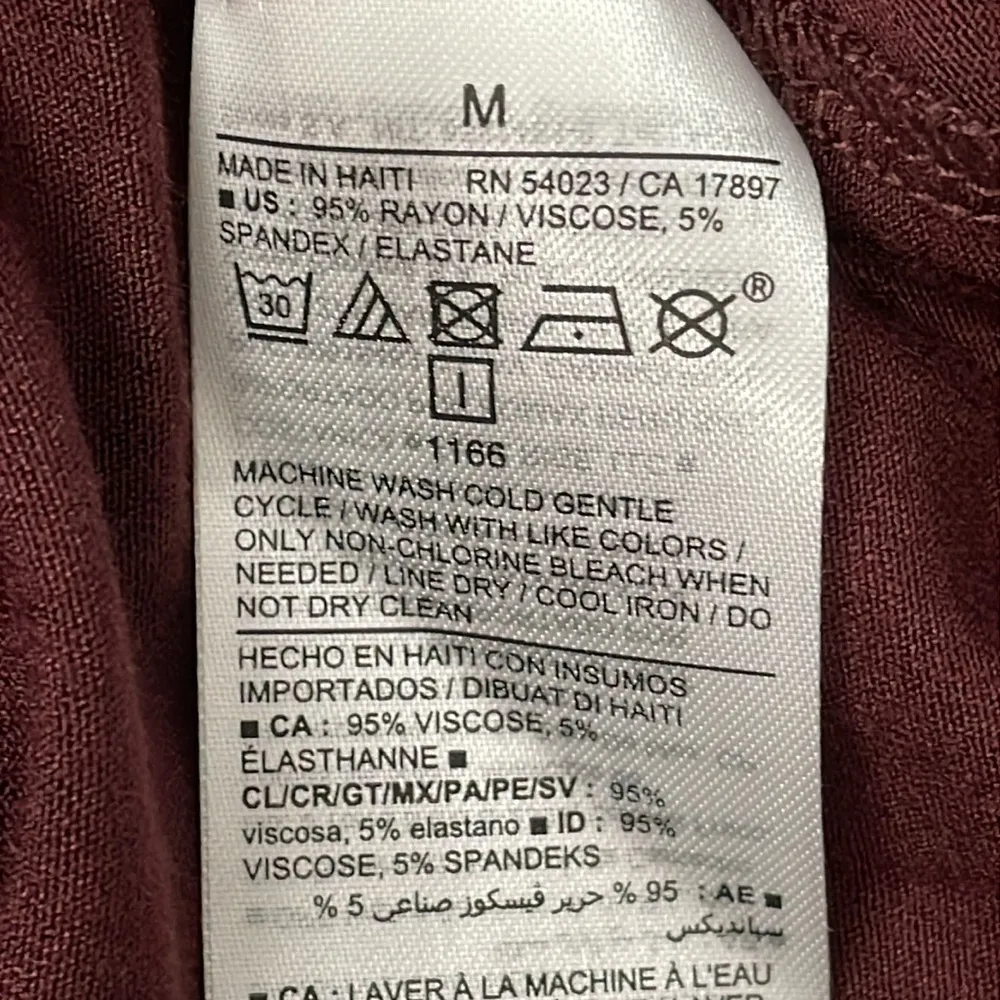 M
MADE IN HAITI RN 54023 / CA 17897
■ US : 95% RAYON / VISCOSE, 5%
SPANDEX / ELASTANE
30
®
1166
MACHINE WASH COLD GENTLE
CYCLE / WASH WITH LIKE COLORS /
ONLY NON-CHLORINE BLEACH WHEN
NEEDED / LINE DRY / COOL IRON / DO
NOT DRY CLEAN
HECHO EN HAITI CON INSUMOS
IMPORTADOS / DIBUAT DI HAITI
■ CA : 95% VISCOSE, 5%
ÉLASTHANNE ■
CL/CR/GT/MX/PA/PE/SV : 95%
viscosa, 5% elastano ■ ID : 95%
VISCOSE, 5% SPANDEKS
■ AE : 95 % حرير ڤيسكوز صناعي 5 %
سباندیكس
■ CA : LAVER À LA MACHINE À L'EAU